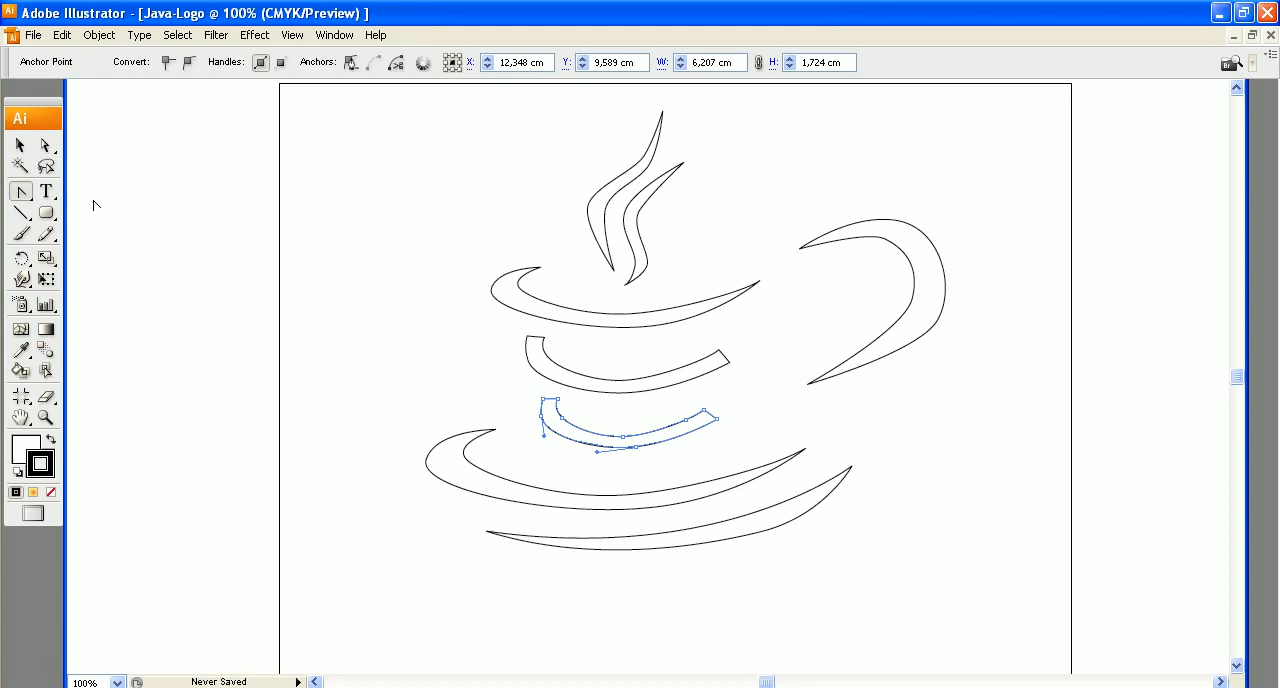 Adobe Illustrator - [Java-Logo @ 100% (CMYK/Preview) ]
File Edit Object Type Select Filter Effect View Window Help
Anchor Point Convert: Handles: Anchors: X: 12,348 cm Y: 9,589 cm W: 6,207 cm H: 1,724 cm Br
Ai
T
100% Never Saved